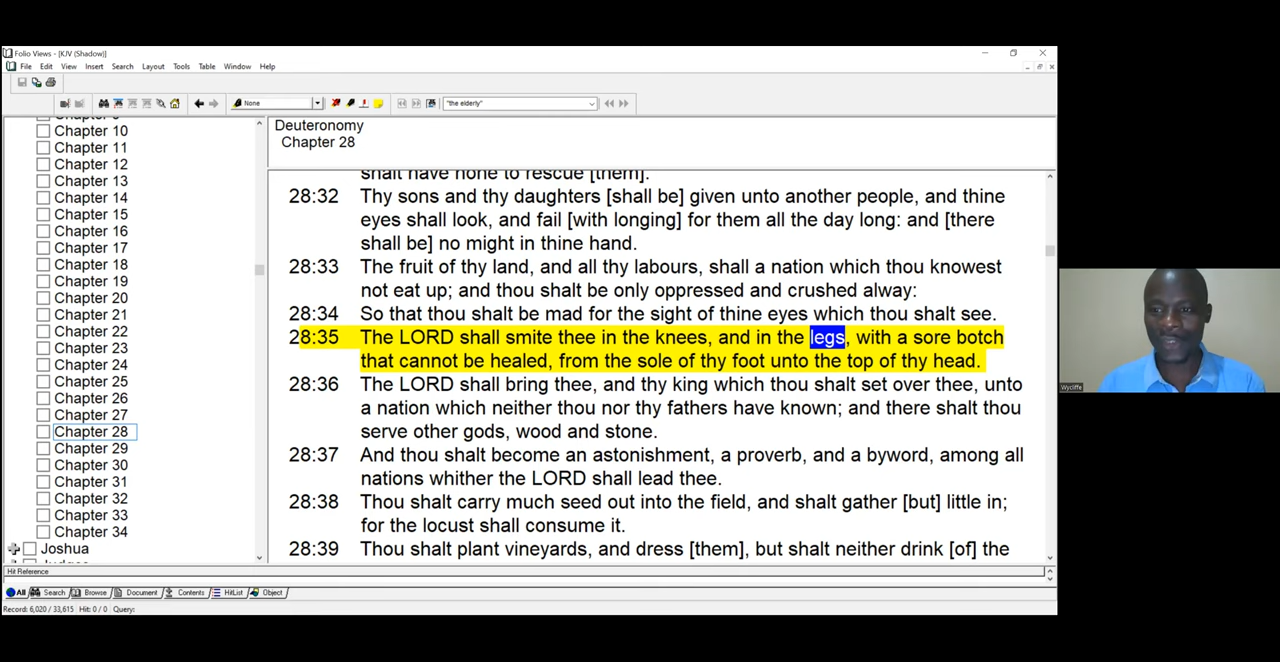 Folio Views - [KJV (Shadow)]
File Edit View Insert Search Layout Tools Table Window Help
None
"the elderly"
Chapter 10
Chapter 11
Chapter 12
Chapter 13
Chapter 14
Chapter 15
Chapter 16
Chapter 17
Chapter 18
Chapter 19
Chapter 20
Chapter 21
Chapter 22
Chapter 23
Chapter 24
Chapter 25
Chapter 26
Chapter 27
Chapter 28
Chapter 29
Chapter 30
Chapter 31
Chapter 32
Chapter 33
Chapter 34
Joshua
Deuteronomy
Chapter 28
shalt have none to rescue [them].
28:32 Thy sons and thy daughters [shall be] given unto another people, and thine
eyes shall look, and fail [with longing] for them all the day long: and [there
shall be] no might in thine hand.
28:33 The fruit of thy land, and all thy labours, shall a nation which thou knowest
not eat up; and thou shalt be only oppressed and crushed alway:
28:34 So that thou shalt be mad for the sight of thine eyes which thou shalt see.
28:35 The LORD shall smite thee in the knees, and in the legs, with a sore botch
that cannot be healed, from the sole of thy foot unto the top of thy head.
28:36 The LORD shall bring thee, and thy king which thou shalt set over thee, unto
a nation which neither thou nor thy fathers have known; and there shalt thou
serve other gods, wood and stone.
28:37 And thou shalt become an astonishment, a proverb, and a byword, among all
nations whither the LORD shall lead thee.
28:38 Thou shalt carry much seed out into the field, and shalt gather [but] little in;
for the locust shall consume it.
28:39 Thou shalt plant vineyards, and dress [them], but shalt neither drink [of] the
Hit Reference
All Search Browse Document Contents HitList Object
Record: 6,020 / 33,615 Hit: 0 / 0 Query:
Wycliffe